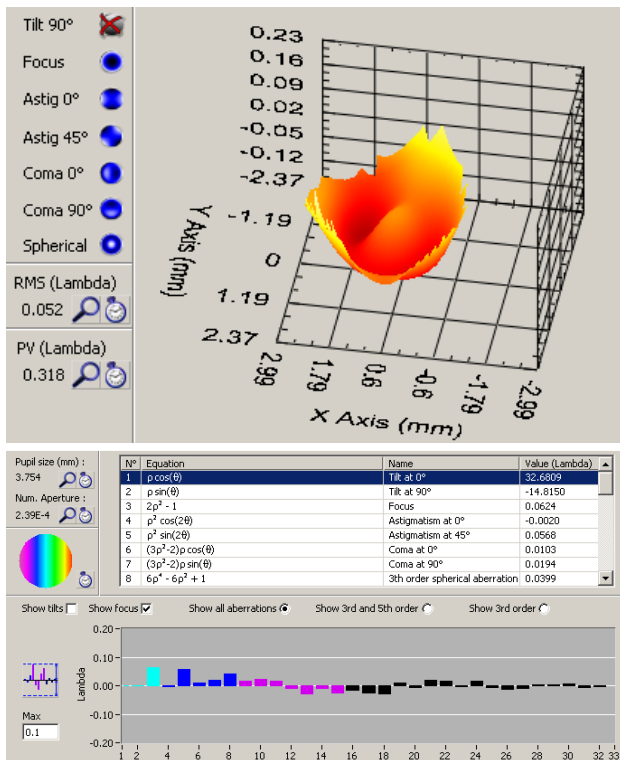 Tilt 90°
Focus
Astig 0°
Astig 45°
Coma 0°
Coma 90°
Spherical
RMS (Lambda)
0.052
PV (Lambda)
0.318
0.23
0.16
0.09
0.02
-0.05
-0.12
-2.37
-1.19
0
1.19
2.37
Y Axis (mm)
2.99
1.79
0.6
-0.6
-1.79
-2.99
X Axis (mm)
Pupil size (mm) :
3.754
Num. Aperture :
2.39E-4
N° Equation Name Value (Lambda)
1 ρ cos(θ) Tilt at 0° 32.6809
2 ρ sin(θ) Tilt at 90° -14.8150
3 2ρ² - 1 Focus 0.0624
4 ρ² cos(2θ) Astigmatism at 0° -0.0020
5 ρ² sin(2θ) Astigmatism at 45° 0.0568
6 (3ρ²-2)ρ cos(θ) Coma at 0° 0.0103
7 (3ρ²-2)ρ sin(θ) Coma at 90° 0.0194
8 6ρ⁴ - 6ρ² + 1 3th order spherical aberration 0.0399
Show tilts Show focus Show all aberrations Show 3rd and 5th order Show 3rd order
Max
0.1
Lambda
0.20
0.10
0.00
-0.10
-0.20
1 2 4 6 8 10 12 14 16 18 20 22 24 26 28 30 32 33